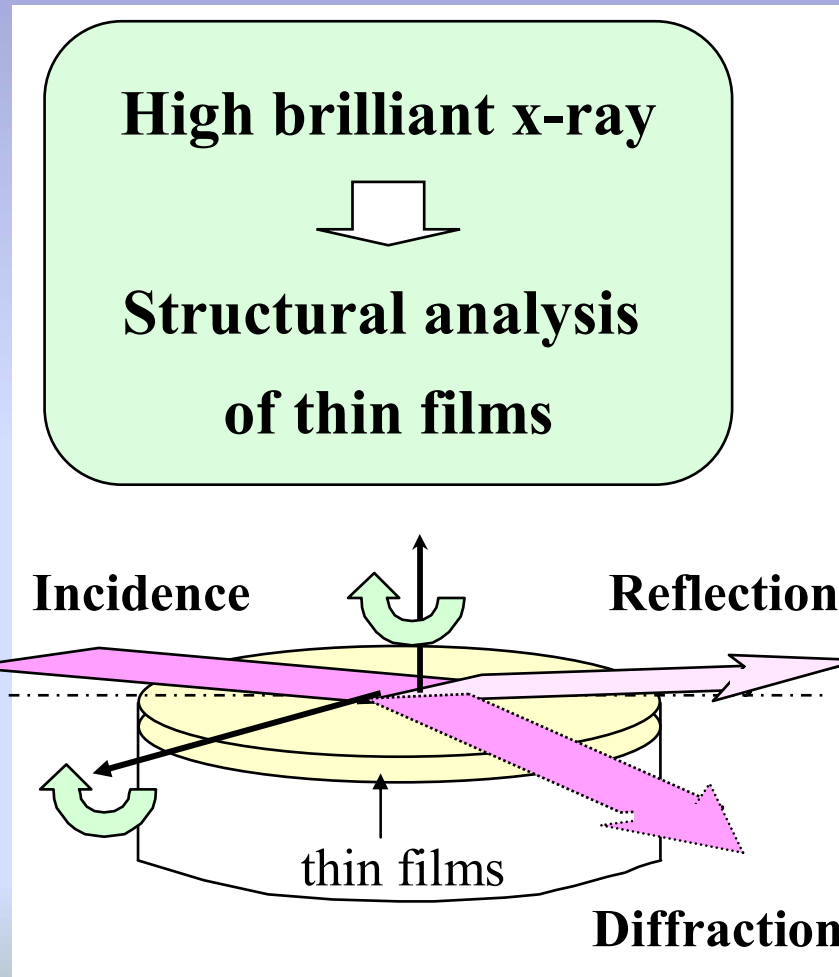 High brilliant x-ray
Structural analysis
of thin films
Incidence
Reflection
thin films
Diffraction